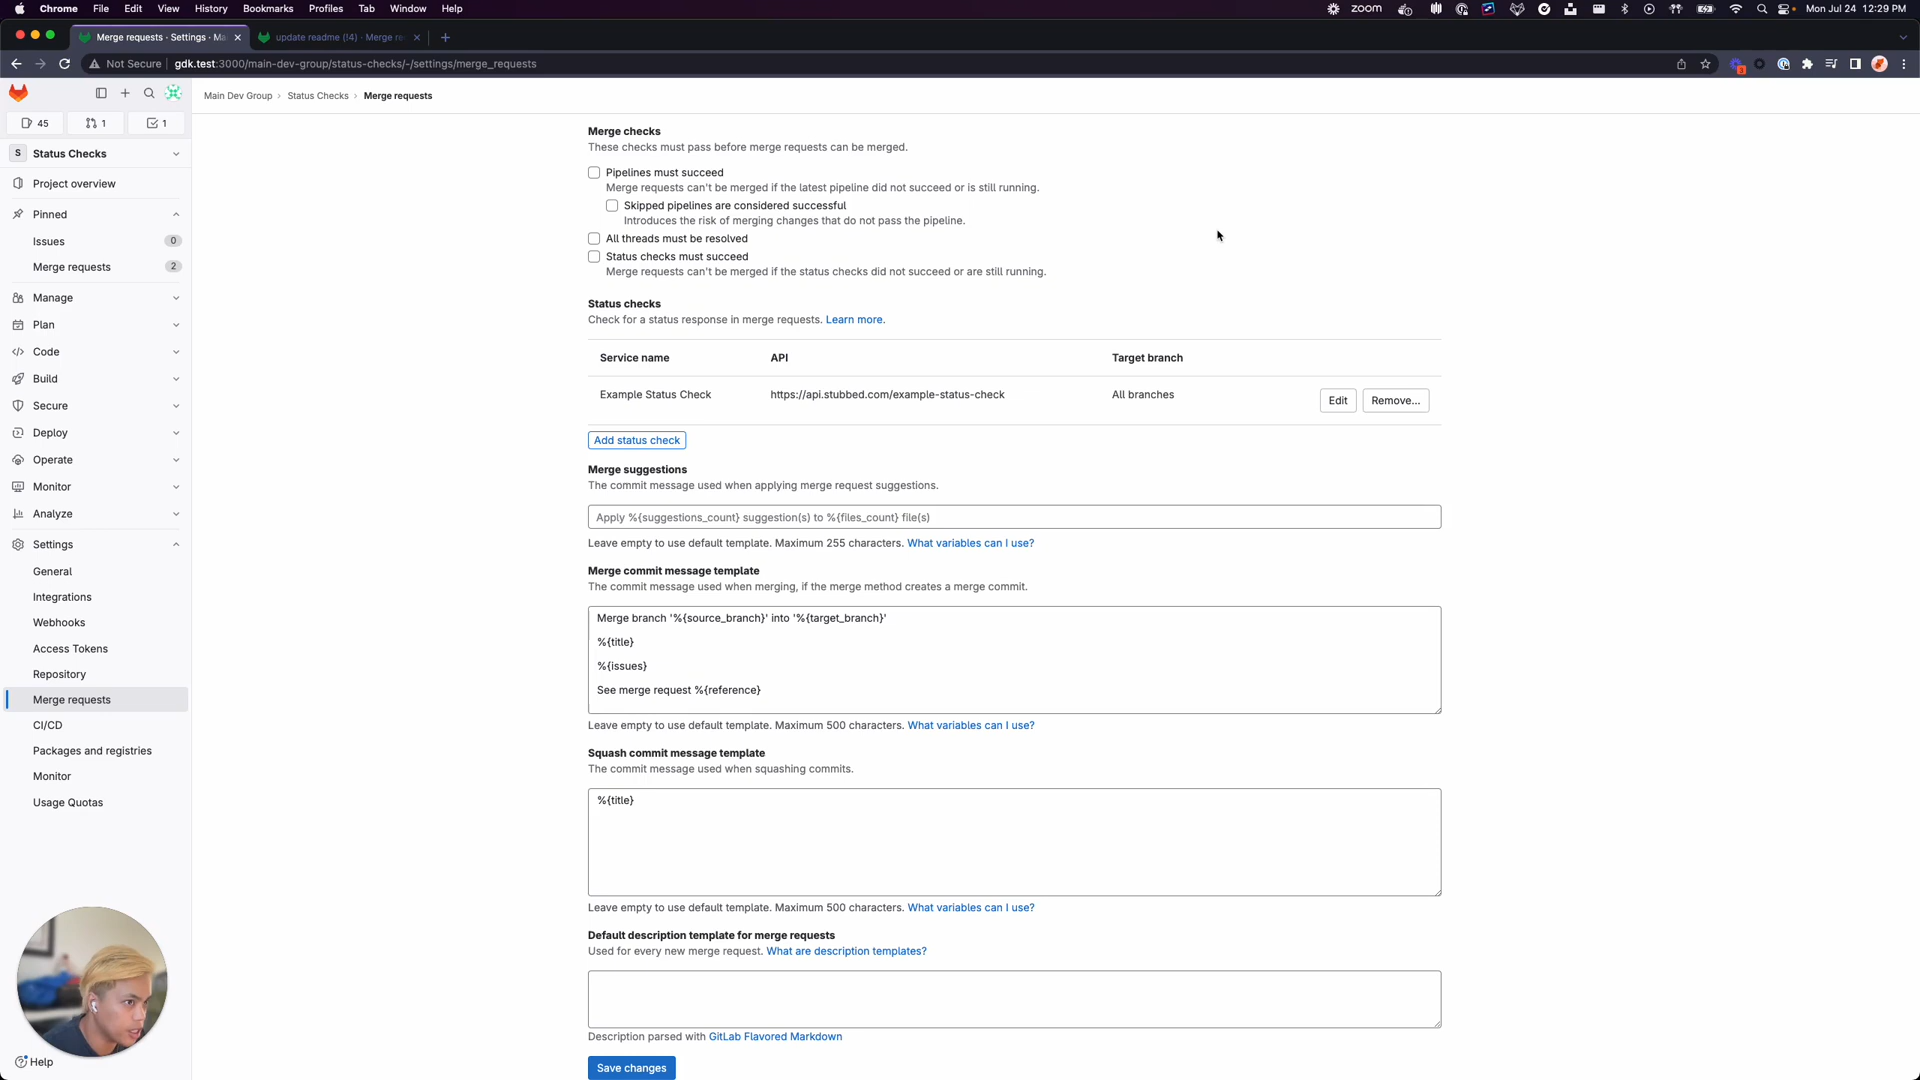 Chrome File Edit View History Bookmarks Profiles Tab Window Help zoom Mon Jul 24 12:29 PM
Merge requests · Settings · Ma
update readme (!4) · Merge re
Not Secure gdk.test:3000/main-dev-group/status-checks/-/settings/merge_requests
3
Main Dev Group › Status Checks › Merge requests
45 1 1
S Status Checks
Project overview
Pinned
Issues 0
Merge requests 2
Manage
Plan
Code
Build
Secure
Deploy
Operate
Monitor
Analyze
Settings
General
Integrations
Webhooks
Access Tokens
Repository
Merge requests
CI/CD
Packages and registries
Monitor
Usage Quotas
Help
Merge checks
These checks must pass before merge requests can be merged.
Pipelines must succeed
Merge requests can't be merged if the latest pipeline did not succeed or is still running.
Skipped pipelines are considered successful
Introduces the risk of merging changes that do not pass the pipeline.
All threads must be resolved
Status checks must succeed
Merge requests can't be merged if the status checks did not succeed or are still running.
Status checks
Check for a status response in merge requests. Learn more.
Service name API Target branch
Example Status Check https://api.stubbed.com/example-status-check All branches Edit Remove...
Add status check
Merge suggestions
The commit message used when applying merge request suggestions.
Apply %{suggestions_count} suggestion(s) to %{files_count} file(s)
Leave empty to use default template. Maximum 255 characters. What variables can I use?
Merge commit message template
The commit message used when merging, if the merge method creates a merge commit.
Merge branch '%{source_branch}' into '%{target_branch}'
%{title}
%{issues}
See merge request %{reference}
Leave empty to use default template. Maximum 500 characters. What variables can I use?
Squash commit message template
The commit message used when squashing commits.
%{title}
Leave empty to use default template. Maximum 500 characters. What variables can I use?
Default description template for merge requests
Used for every new merge request. What are description templates?
Description parsed with GitLab Flavored Markdown
Save changes